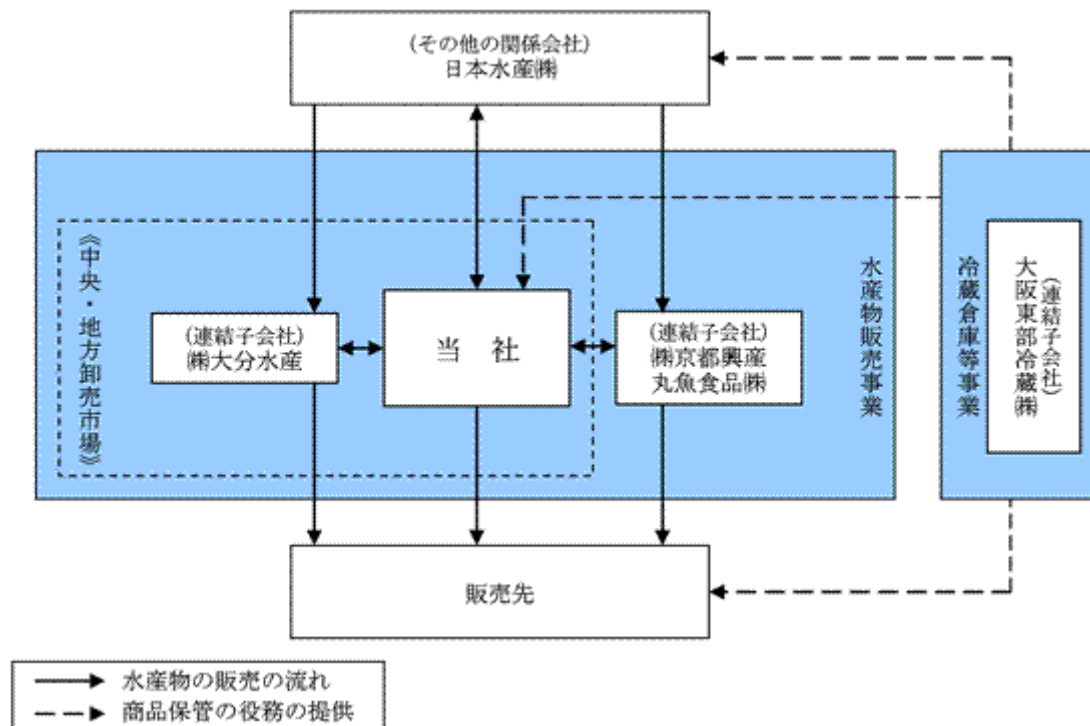 (その他の関係会社)
日本水産㈱
《中央・地方卸売市場》
(連結子会社)
㈱大分水産
当 社
(連結子会社)
㈱京都興産
丸魚食品㈱
水産物販売事業
冷蔵倉庫等事業
(連結子会社)
大阪東部冷蔵㈱
販売先
水産物の販売の流れ
商品保管の役務の提供